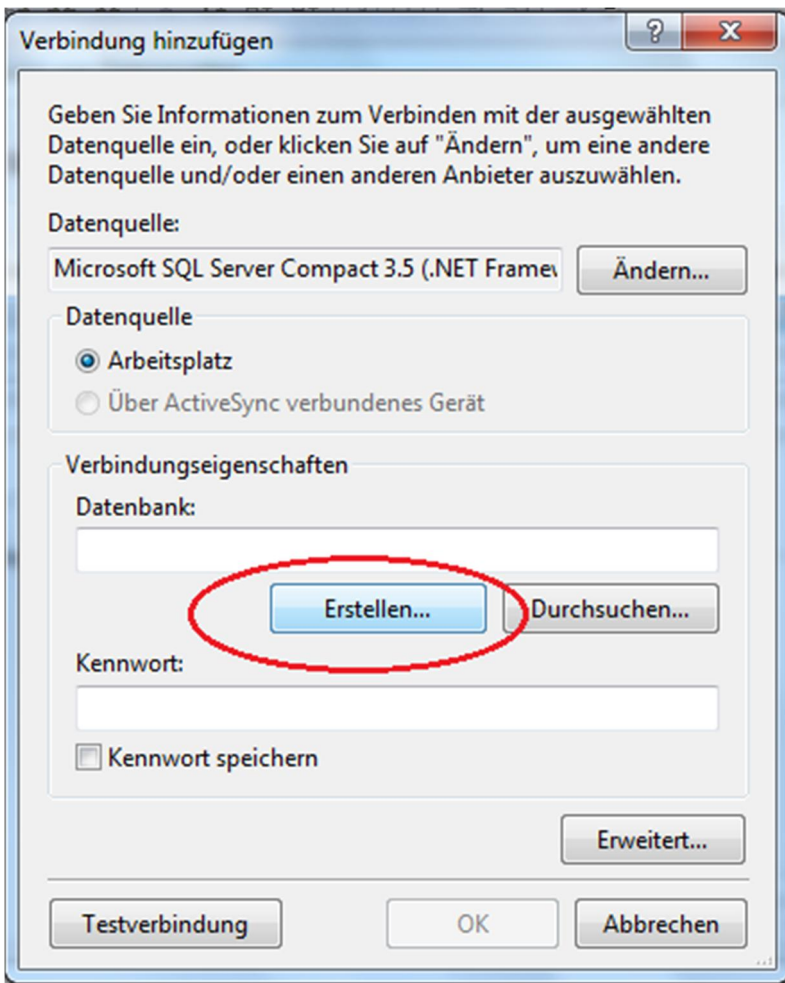 Verbindung hinzufügen
Geben Sie Informationen zum Verbinden mit der ausgewählten
Datenquelle ein, oder klicken Sie auf "Ändern", um eine andere
Datenquelle und/oder einen anderen Anbieter auszuwählen.
Datenquelle:
Microsoft SQL Server Compact 3.5 (.NET Framew
Ändern...
Datenquelle
Arbeitsplatz
Über ActiveSync verbundenes Gerät
Verbindungseigenschaften
Datenbank:
Erstellen...
Durchsuchen...
Kennwort:
Kennwort speichern
Erweitert...
Testverbindung
OK
Abbrechen